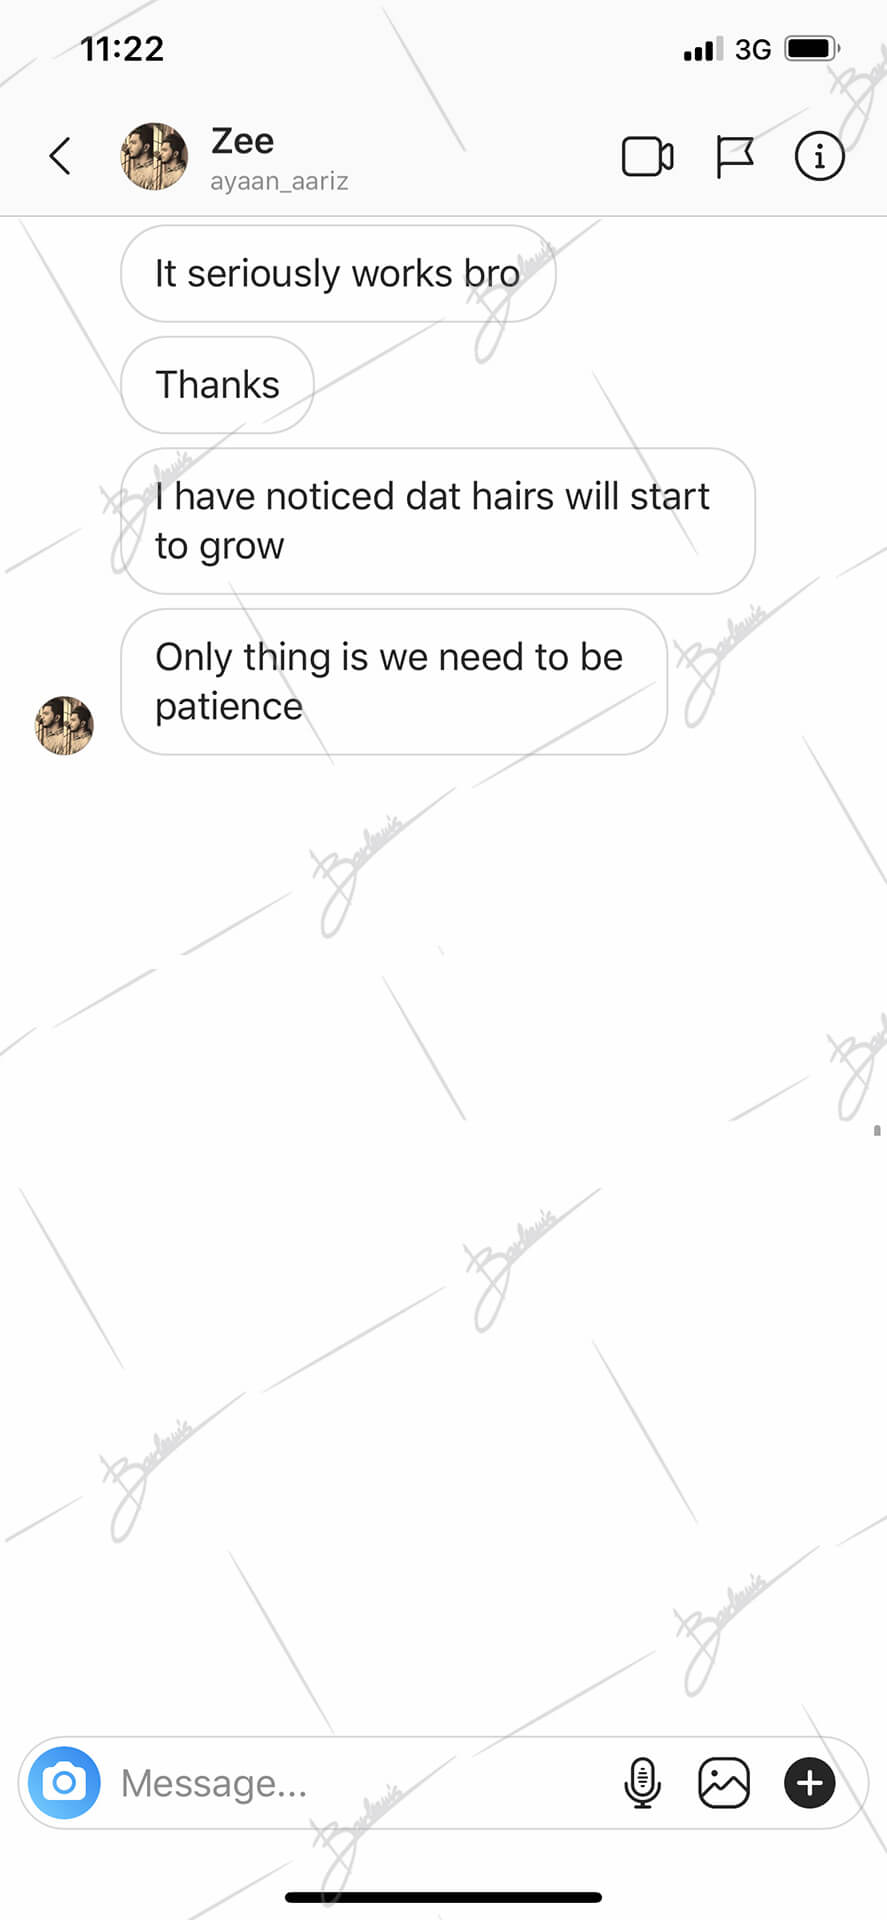 11:22
3G
Zee
ayaan_aariz
It seriously works bro
Thanks
I have noticed dat hairs will start
to grow
Only thing is we need to be
patience
Message...